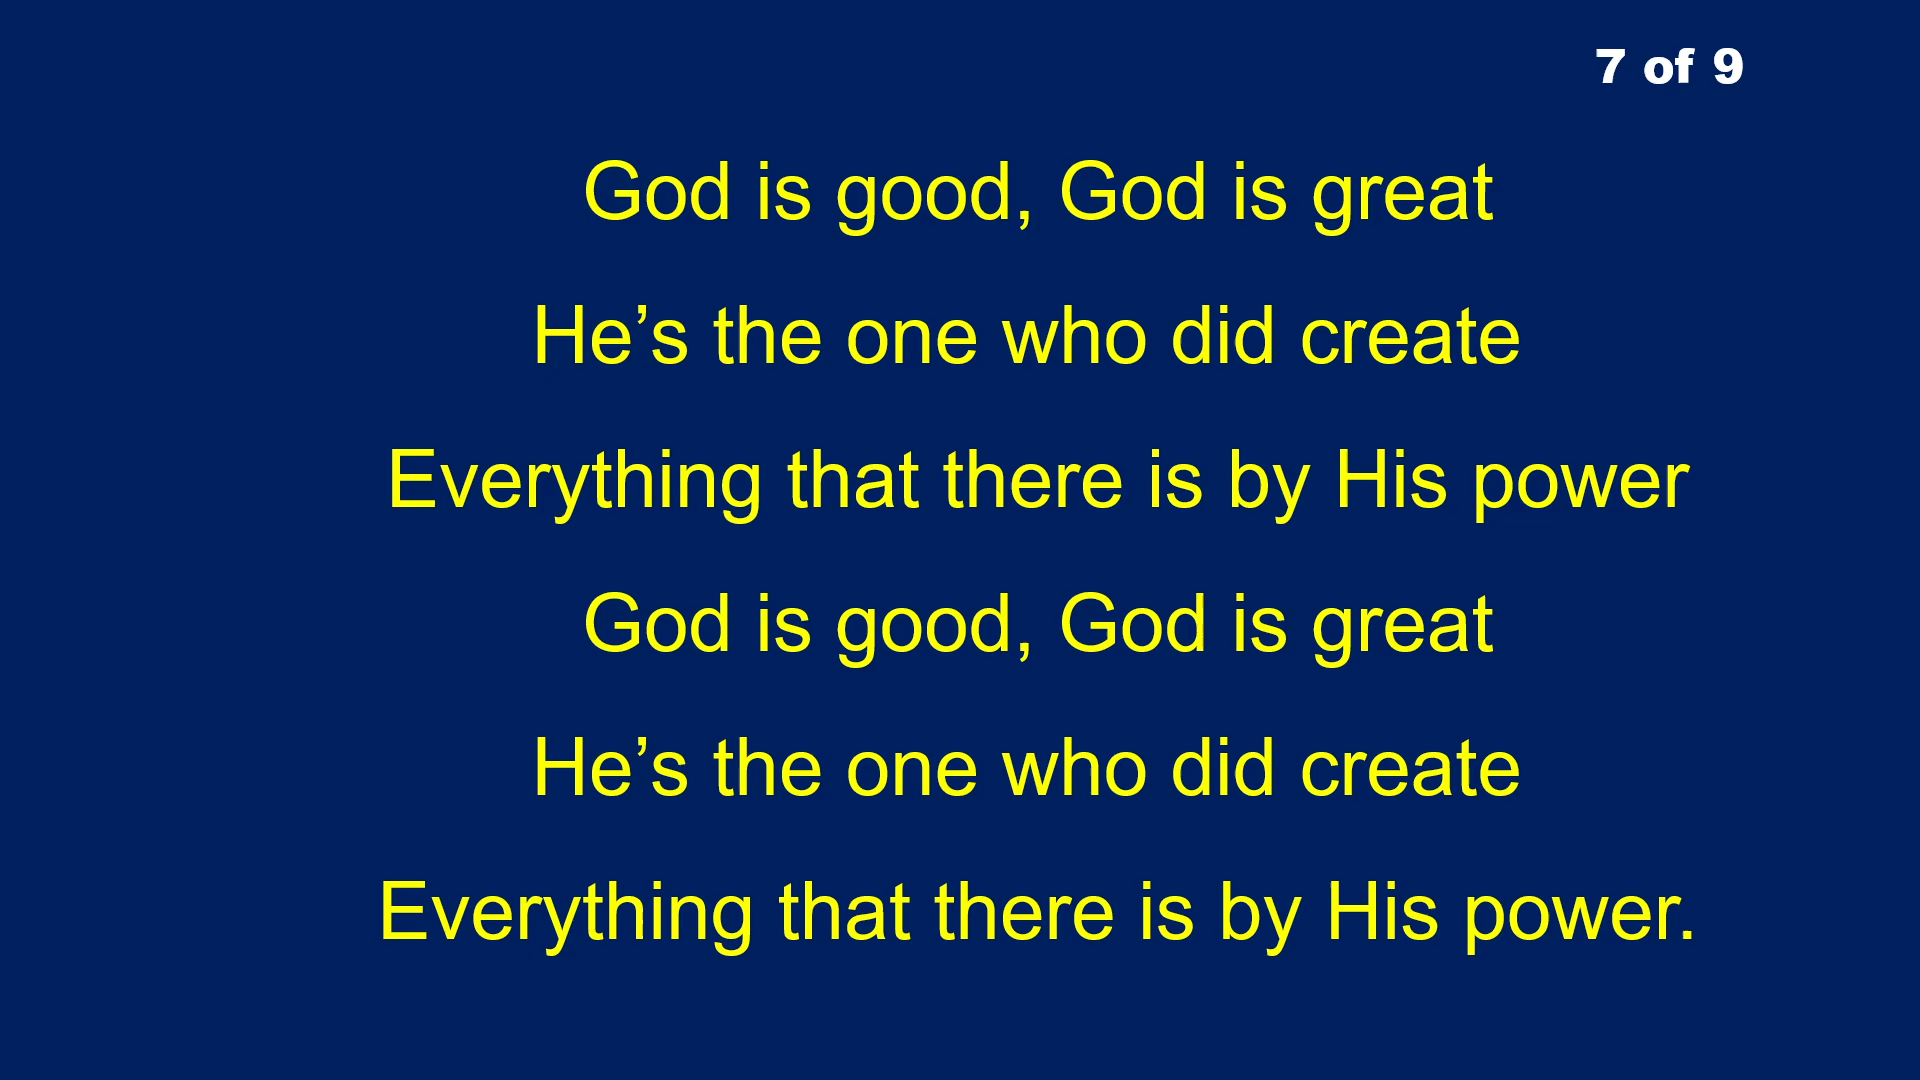 7 of 9
God is good, God is great
He’s the one who did create
Everything that there is by His power
God is good, God is great
He’s the one who did create
Everything that there is by His power.